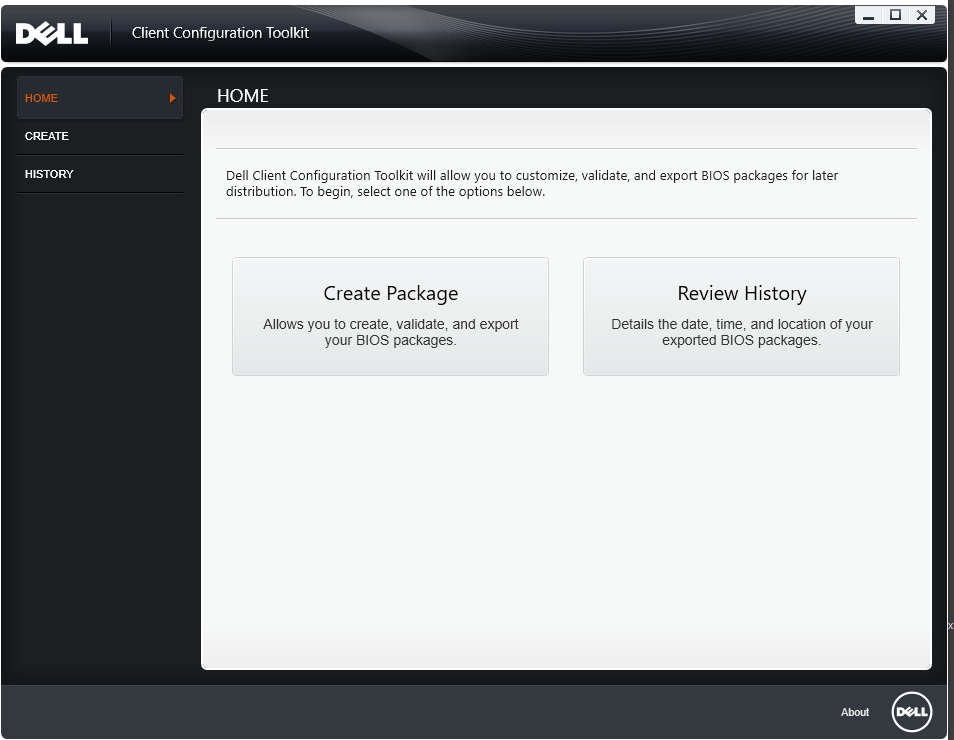 DELL
Client Configuration Toolkit
HOME
CREATE
HISTORY
HOME
Dell Client Configuration Toolkit will allow you to customize, validate, and export BIOS packages for later
distribution. To begin, select one of the options below.
Create Package
Allows you to create, validate, and export
your BIOS packages.
Review History
Details the date, time, and location of your
exported BIOS packages.
x
About
DELL